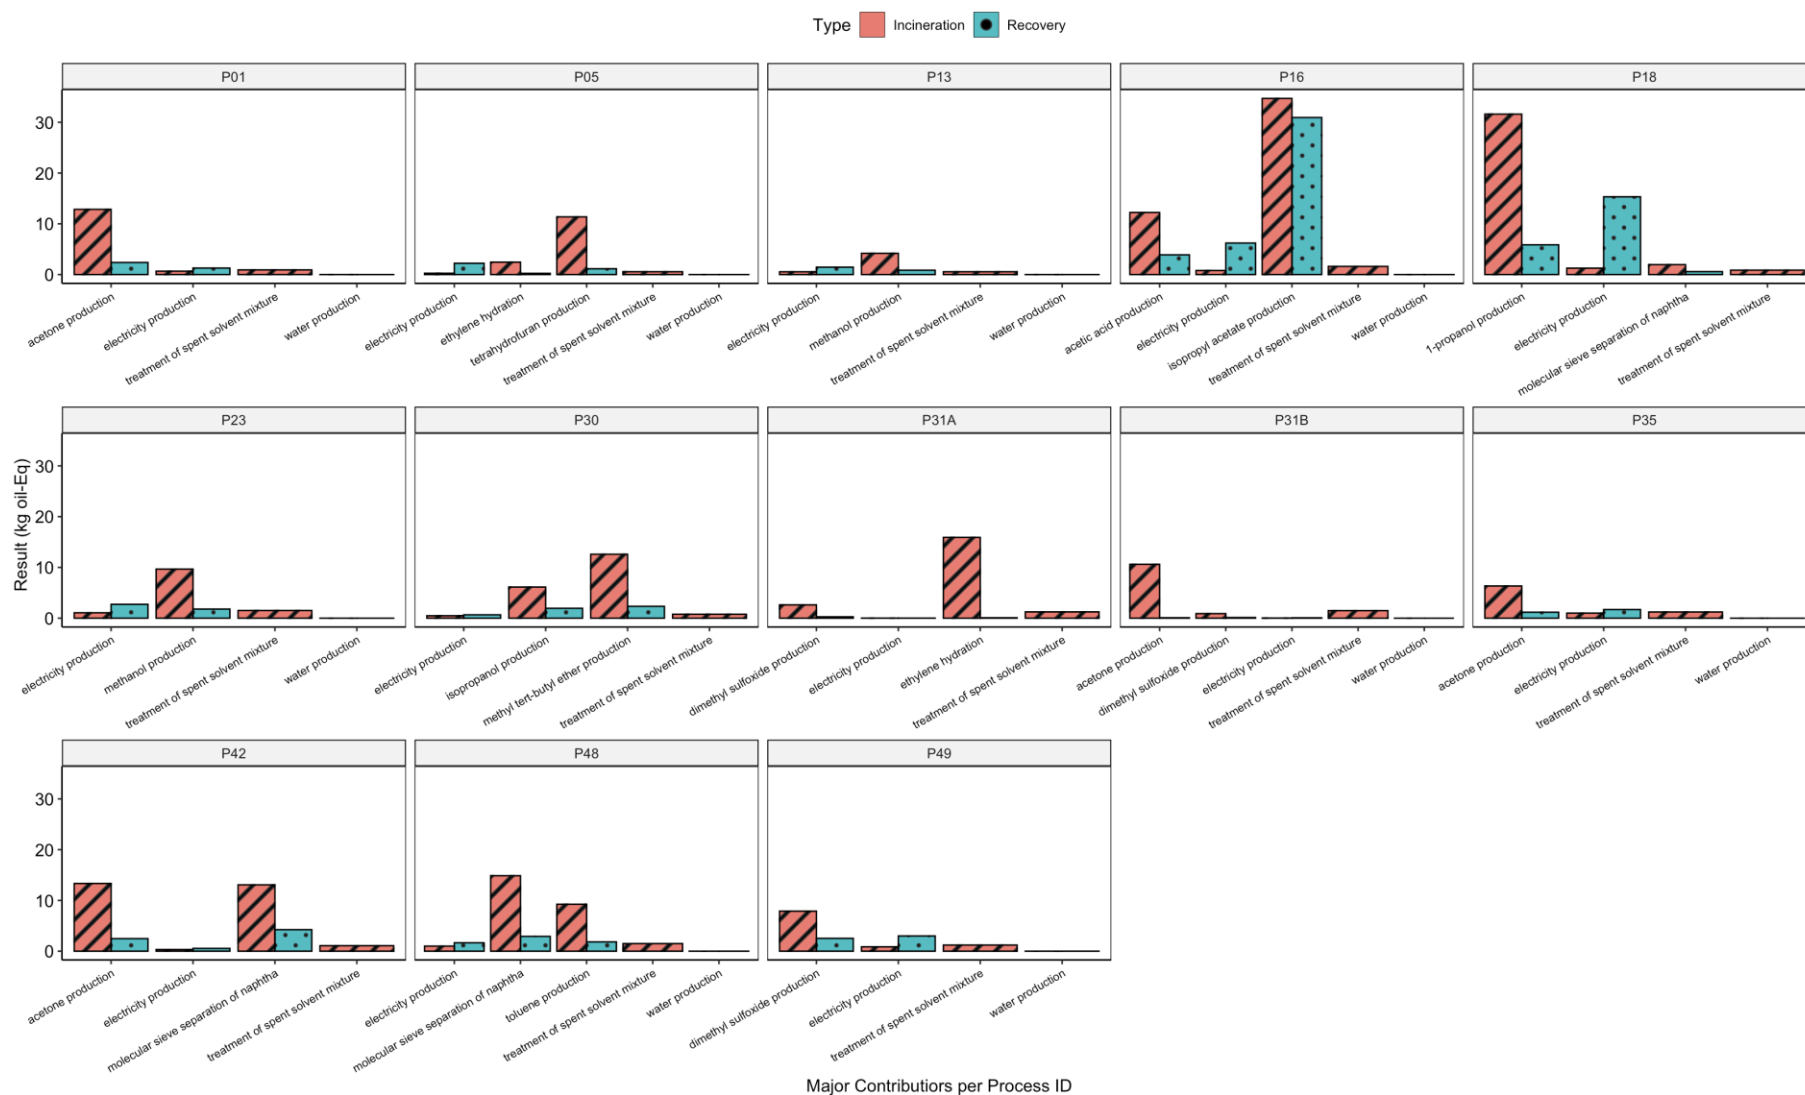 Type Incineration Recovery
P01 P05 P13 P16 P18
30
20
10
0
acetone production
electricity production
treatment of spent solvent mixture
water production
electricity production
ethylene hydration
tetrahydrofuran production
treatment of spent solvent mixture
water production
electricity production
methanol production
treatment of spent solvent mixture
water production
acetic acid production
electricity production
isopropyl acetate production
treatment of spent solvent mixture
water production
1-propanol production
electricity production
molecular sieve separation of naphtha
treatment of spent solvent mixture
P23 P30 P31A P31B P35
Result (kg oil-Eq)
30
20
10
0
electricity production
methanol production
treatment of spent solvent mixture
water production
electricity production
isopropanol production
methyl tert-butyl ether production
treatment of spent solvent mixture
dimethyl sulfoxide production
electricity production
ethylene hydration
treatment of spent solvent mixture
acetone production
dimethyl sulfoxide production
electricity production
treatment of spent solvent mixture
water production
acetone production
electricity production
treatment of spent solvent mixture
water production
P42 P48 P49
30
20
10
0
acetone production
electricity production
molecular sieve separation of naphtha
treatment of spent solvent mixture
electricity production
molecular sieve separation of naphtha
toluene production
treatment of spent solvent mixture
water production
dimethyl sulfoxide production
electricity production
treatment of spent solvent mixture
water production
Major Contributiors per Process ID